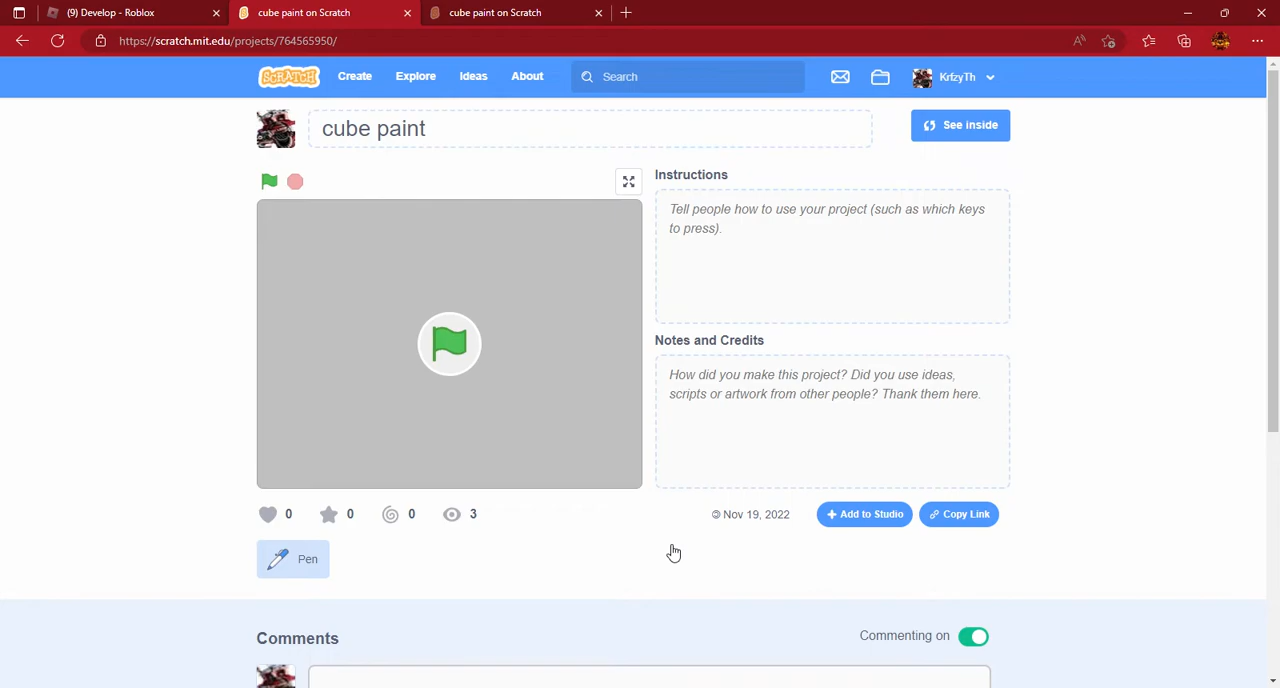 (9) Develop - Roblox
cube paint on Scratch
cube paint on Scratch
https://scratch.mit.edu/projects/764565950/
SCRATCH
Create
Explore
Ideas
About
Search
KrfzyTh
cube paint
See inside
Instructions
Tell people how to use your project (such as which keys
to press).
Notes and Credits
How did you make this project? Did you use ideas,
scripts or artwork from other people? Thank them here.
0
0
0
3
© Nov 19, 2022
Add to Studio
Copy Link
Pen
Comments
Commenting on